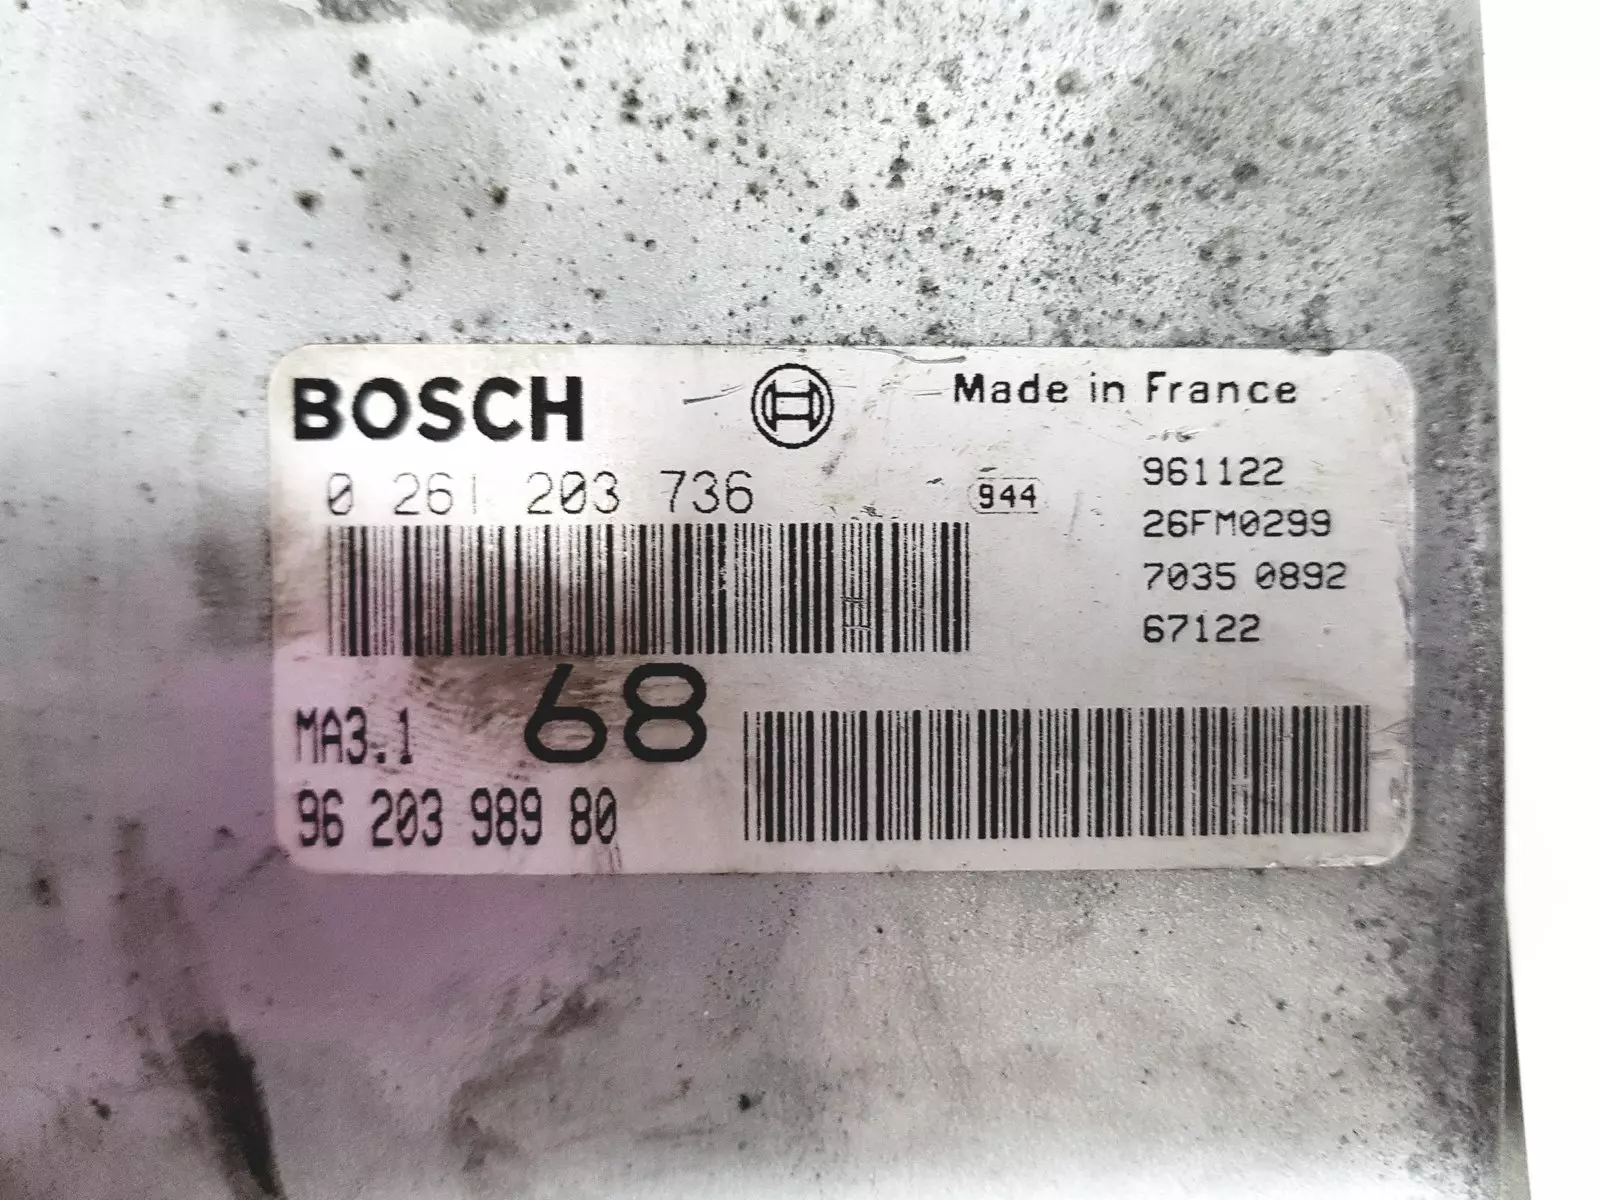 BOSCH
Made in France
0 261 203 736
944
961122
26FM0299
7035 0892
67122
MA3.1
68
96 203 989 80